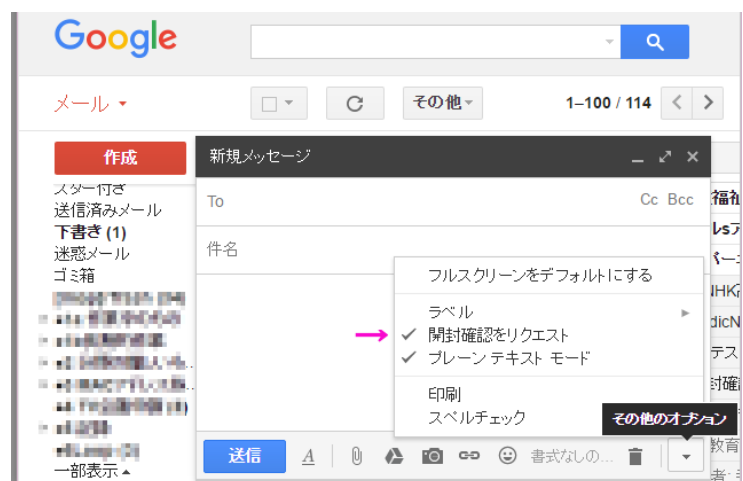 Google
メール
その他
1–100 / 114
作成
新規メッセージ
スター付き
送信済みメール
下書き (1)
迷惑メール
ゴミ箱
To
Cc Bcc
件名
フルスクリーンをデフォルトにする
ラベル
開封確認をリクエスト
プレーン テキスト モード
印刷
スペルチェック
その他のオプション
送信
A
書式なしの...
一部表示